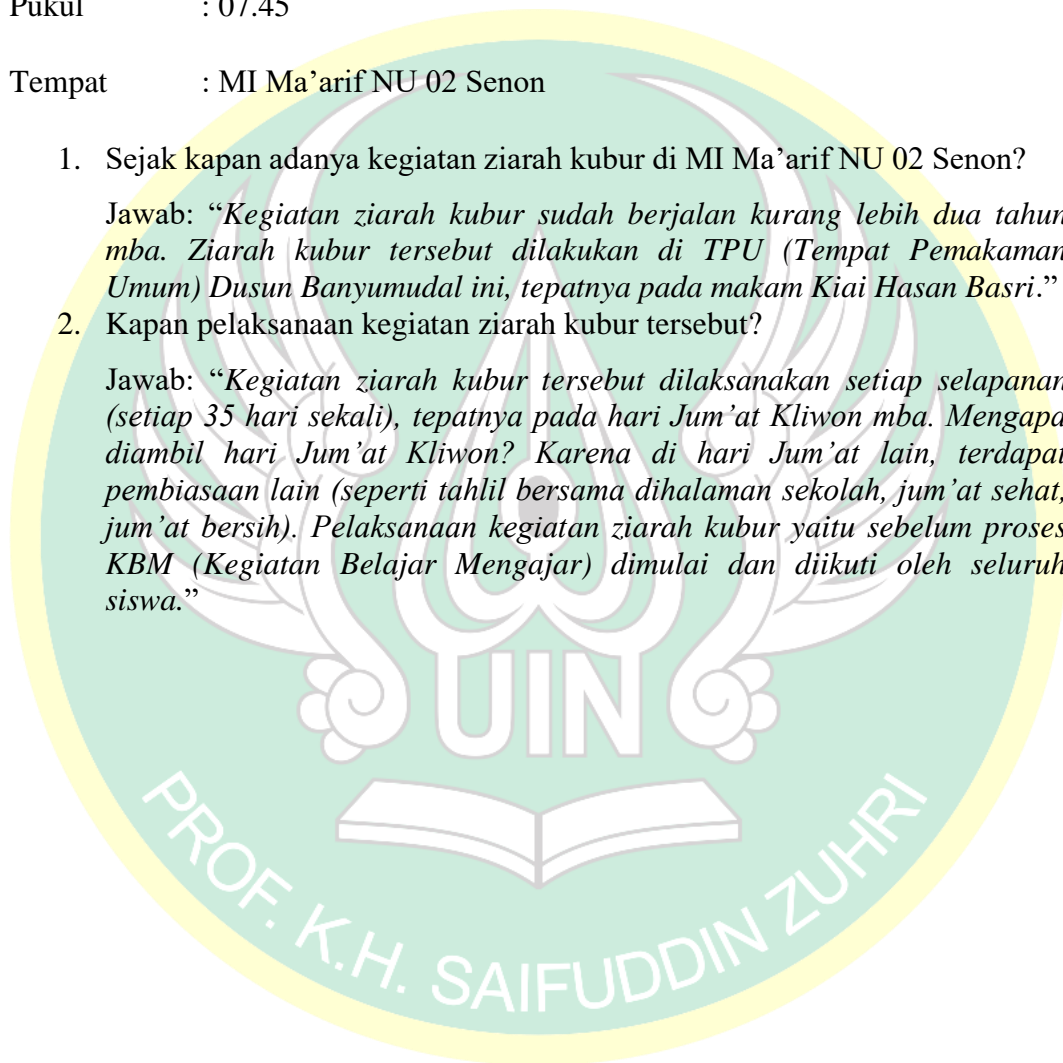 Pukul : 07.45
Tempat : MI Ma’arif NU 02 Senon
1. Sejak kapan adanya kegiatan ziarah kubur di MI Ma’arif NU 02 Senon?
Jawab: “Kegiatan ziarah kubur sudah berjalan kurang lebih dua tahun
mba. Ziarah kubur tersebut dilakukan di TPU (Tempat Pemakaman
Umum) Dusun Banyumudal ini, tepatnya pada makam Kiai Hasan Basri.”
2. Kapan pelaksanaan kegiatan ziarah kubur tersebut?
Jawab: “Kegiatan ziarah kubur tersebut dilaksanakan setiap selapanan
(setiap 35 hari sekali), tepatnya pada hari Jum’at Kliwon mba. Mengapa
diambil hari Jum’at Kliwon? Karena di hari Jum’at lain, terdapat
pembiasaan lain (seperti tahlil bersama dihalaman sekolah, jum’at sehat,
jum’at bersih). Pelaksanaan kegiatan ziarah kubur yaitu sebelum proses
KBM (Kegiatan Belajar Mengajar) dimulai dan diikuti oleh seluruh
siswa.”
UIN
PROF. K.H. SAIFUDDIN ZUHRI